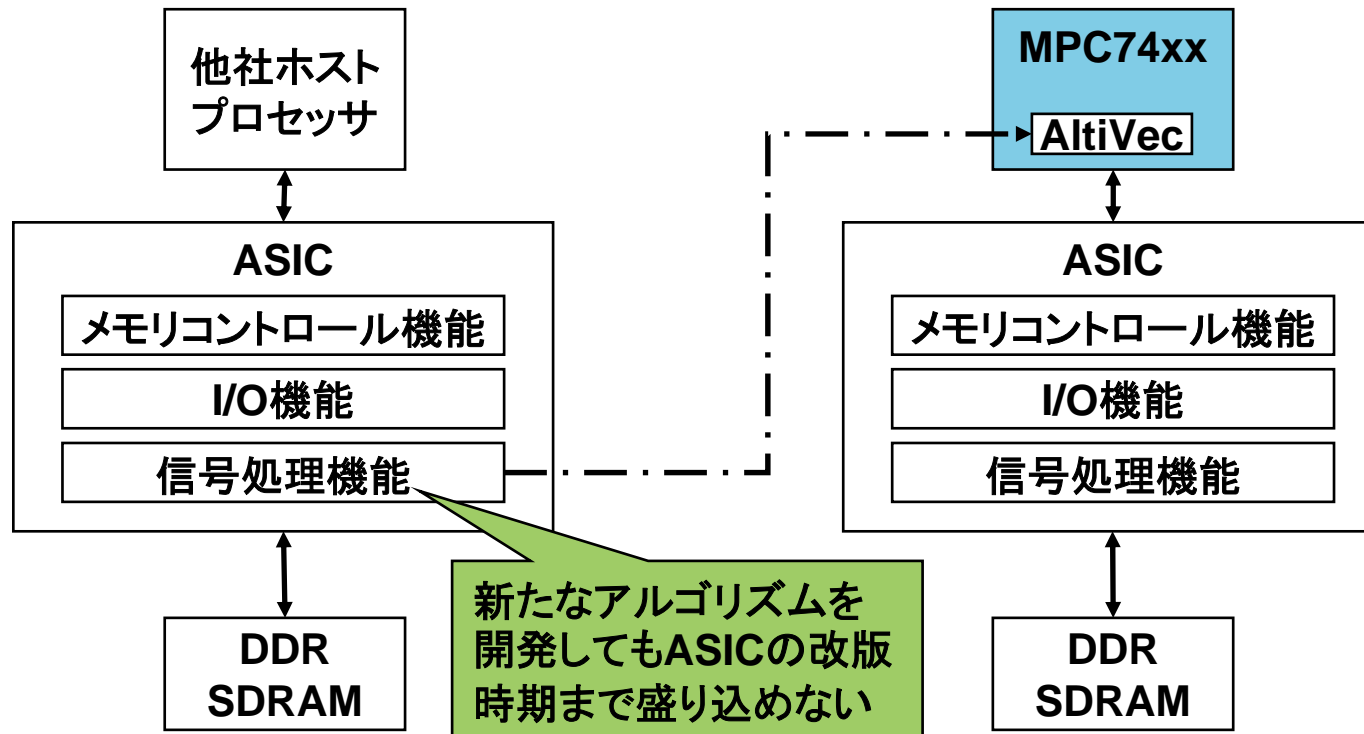 他社ホスト
プロセッサ
ASIC
メモリコントロール機能
I/O機能
信号処理機能
DDR
SDRAM
新たなアルゴリズムを
開発してもASICの改版
時期まで盛り込めない
MPC74xx
AltiVec
ASIC
メモリコントロール機能
I/O機能
信号処理機能
DDR
SDRAM